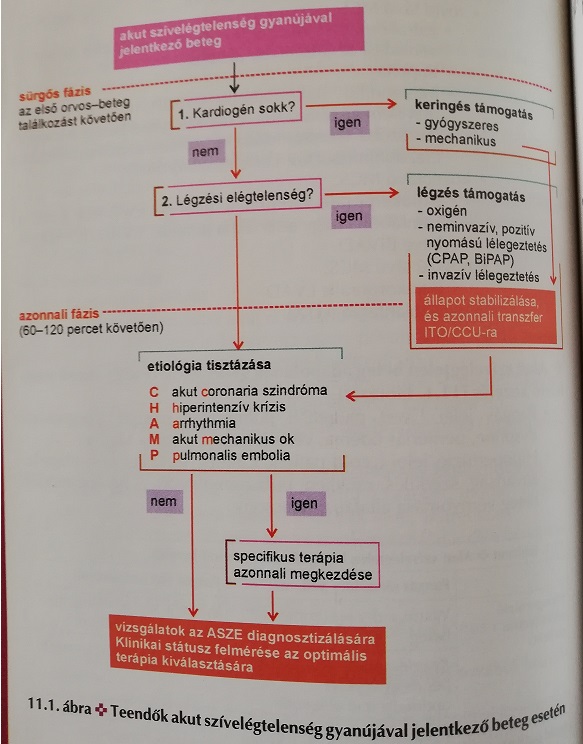 akut szívelégtelenség gyanújával
jelentkező beteg
sürgős fázis
az első orvos–beteg
találkozást követően
1. Kardiogén sokk?
igen
keringés támogatás
- gyógyszeres
- mechanikus
nem
2. Légzési elégtelenség?
igen
légzés támogatás
- oxigén
- neminvazív, pozitív
nyomású lélegeztetés
(CPAP, BiPAP)
- invazív lélegeztetés
állapot stabilizálása,
és azonnali transzfer
ITO/CCU-ra
azonnali fázis
(60–120 percet követően)
etiológia tisztázása
C akut coronaria szindróma
H hiperintenzív krízis
A arrhythmia
M akut mechanikus ok
P pulmonalis embolia
nem
igen
specifikus terápia
azonnali megkezdése
vizsgálatok az ASZE diagnosztizálására
Klinikai státusz felmérése az optimális
terápia kiválasztására
11.1. ábra ✤ Teendők akut szívelégtelenség gyanújával jelentkező beteg esetén